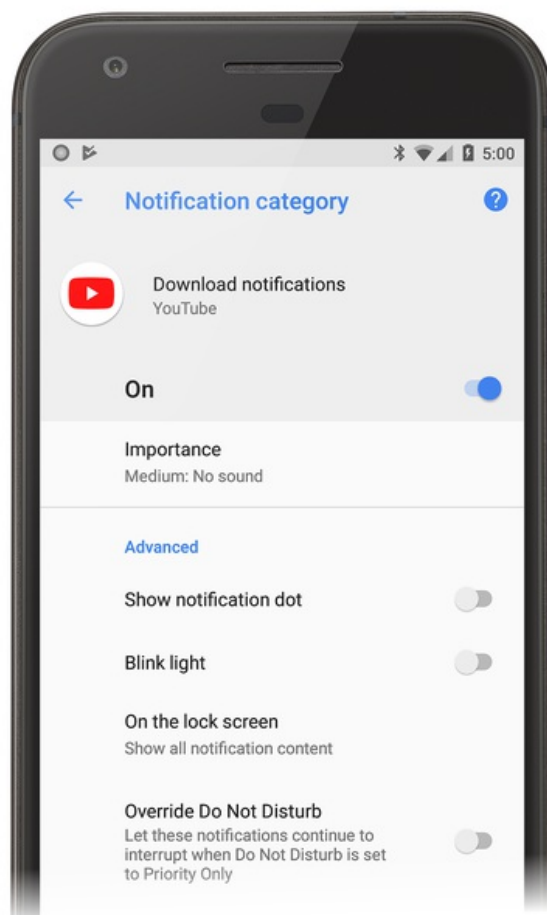 5:00
Notification category
?
Download notifications
YouTube
On
Importance
Medium: No sound
Advanced
Show notification dot
Blink light
On the lock screen
Show all notification content
Override Do Not Disturb
Let these notifications continue to
interrupt when Do Not Disturb is set
to Priority Only